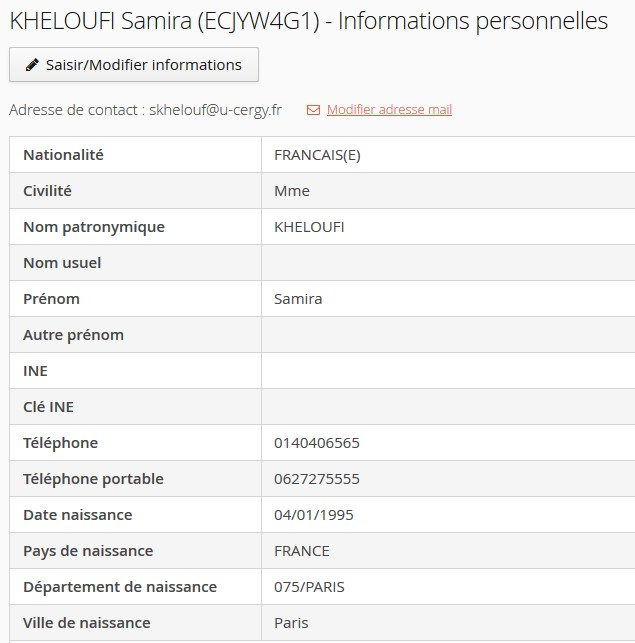 KHELOUFI Samira (ECJYW4G1) - Informations personnelles
Saisir/Modifier informations
Adresse de contact : skhelouf@u-cergy.fr Modifier adresse mail
Nationalité FRANCAIS(E)
Civilité Mme
Nom patronymique KHELOUFI
Nom usuel
Prénom Samira
Autre prénom
INE
Clé INE
Téléphone 0140406565
Téléphone portable 0627275555
Date naissance 04/01/1995
Pays de naissance FRANCE
Département de naissance 075/PARIS
Ville de naissance Paris